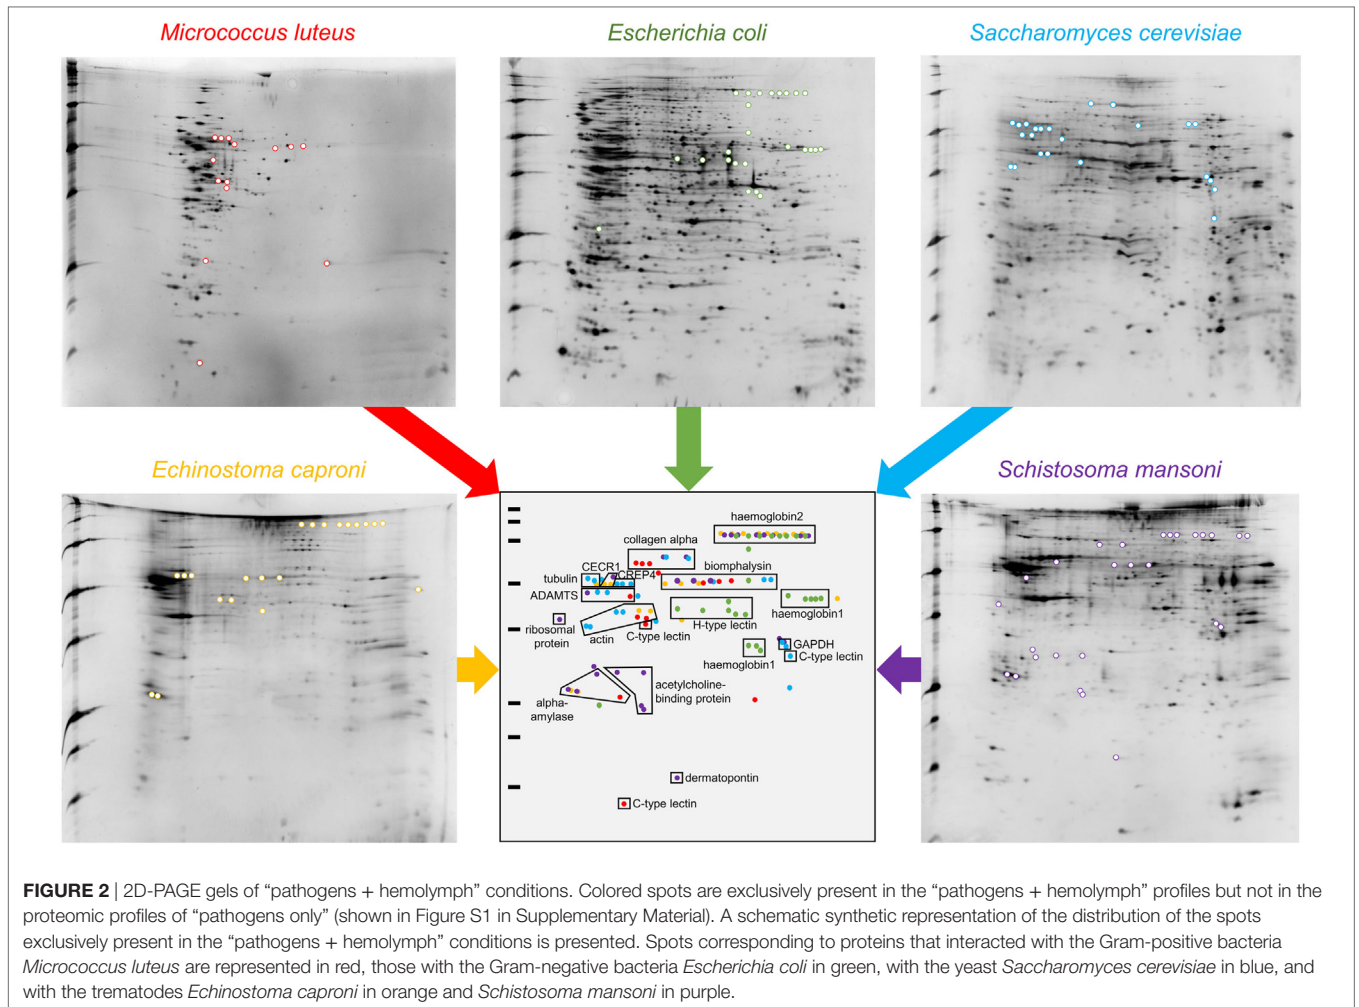 Micrococcus luteus
Escherichia coli
Saccharomyces cerevisiae
Echinostoma caproni
Schistosoma mansoni
haemoglobin2
collagen alpha
CECR1
CREP4
biomphalysin
tubulin
ADAMTS
haemoglobin1
ribosomal
protein
actin
C-type lectin
H-type lectin
GAPDH
C-type lectin
haemoglobin1
acetylcholine-
binding protein
alpha-
amylase
dermatopontin
C-type lectin
FIGURE 2 | 2D-PAGE gels of “pathogens + hemolymph” conditions. Colored spots are exclusively present in the “pathogens + hemolymph” profiles but not in the
proteomic profiles of “pathogens only” (shown in Figure S1 in Supplementary Material). A schematic synthetic representation of the distribution of the spots
exclusively present in the “pathogens + hemolymph” conditions is presented. Spots corresponding to proteins that interacted with the Gram-positive bacteria
Micrococcus luteus are represented in red, those with the Gram-negative bacteria Escherichia coli in green, with the yeast Saccharomyces cerevisiae in blue, and
with the trematodes Echinostoma caproni in orange and Schistosoma mansoni in purple.